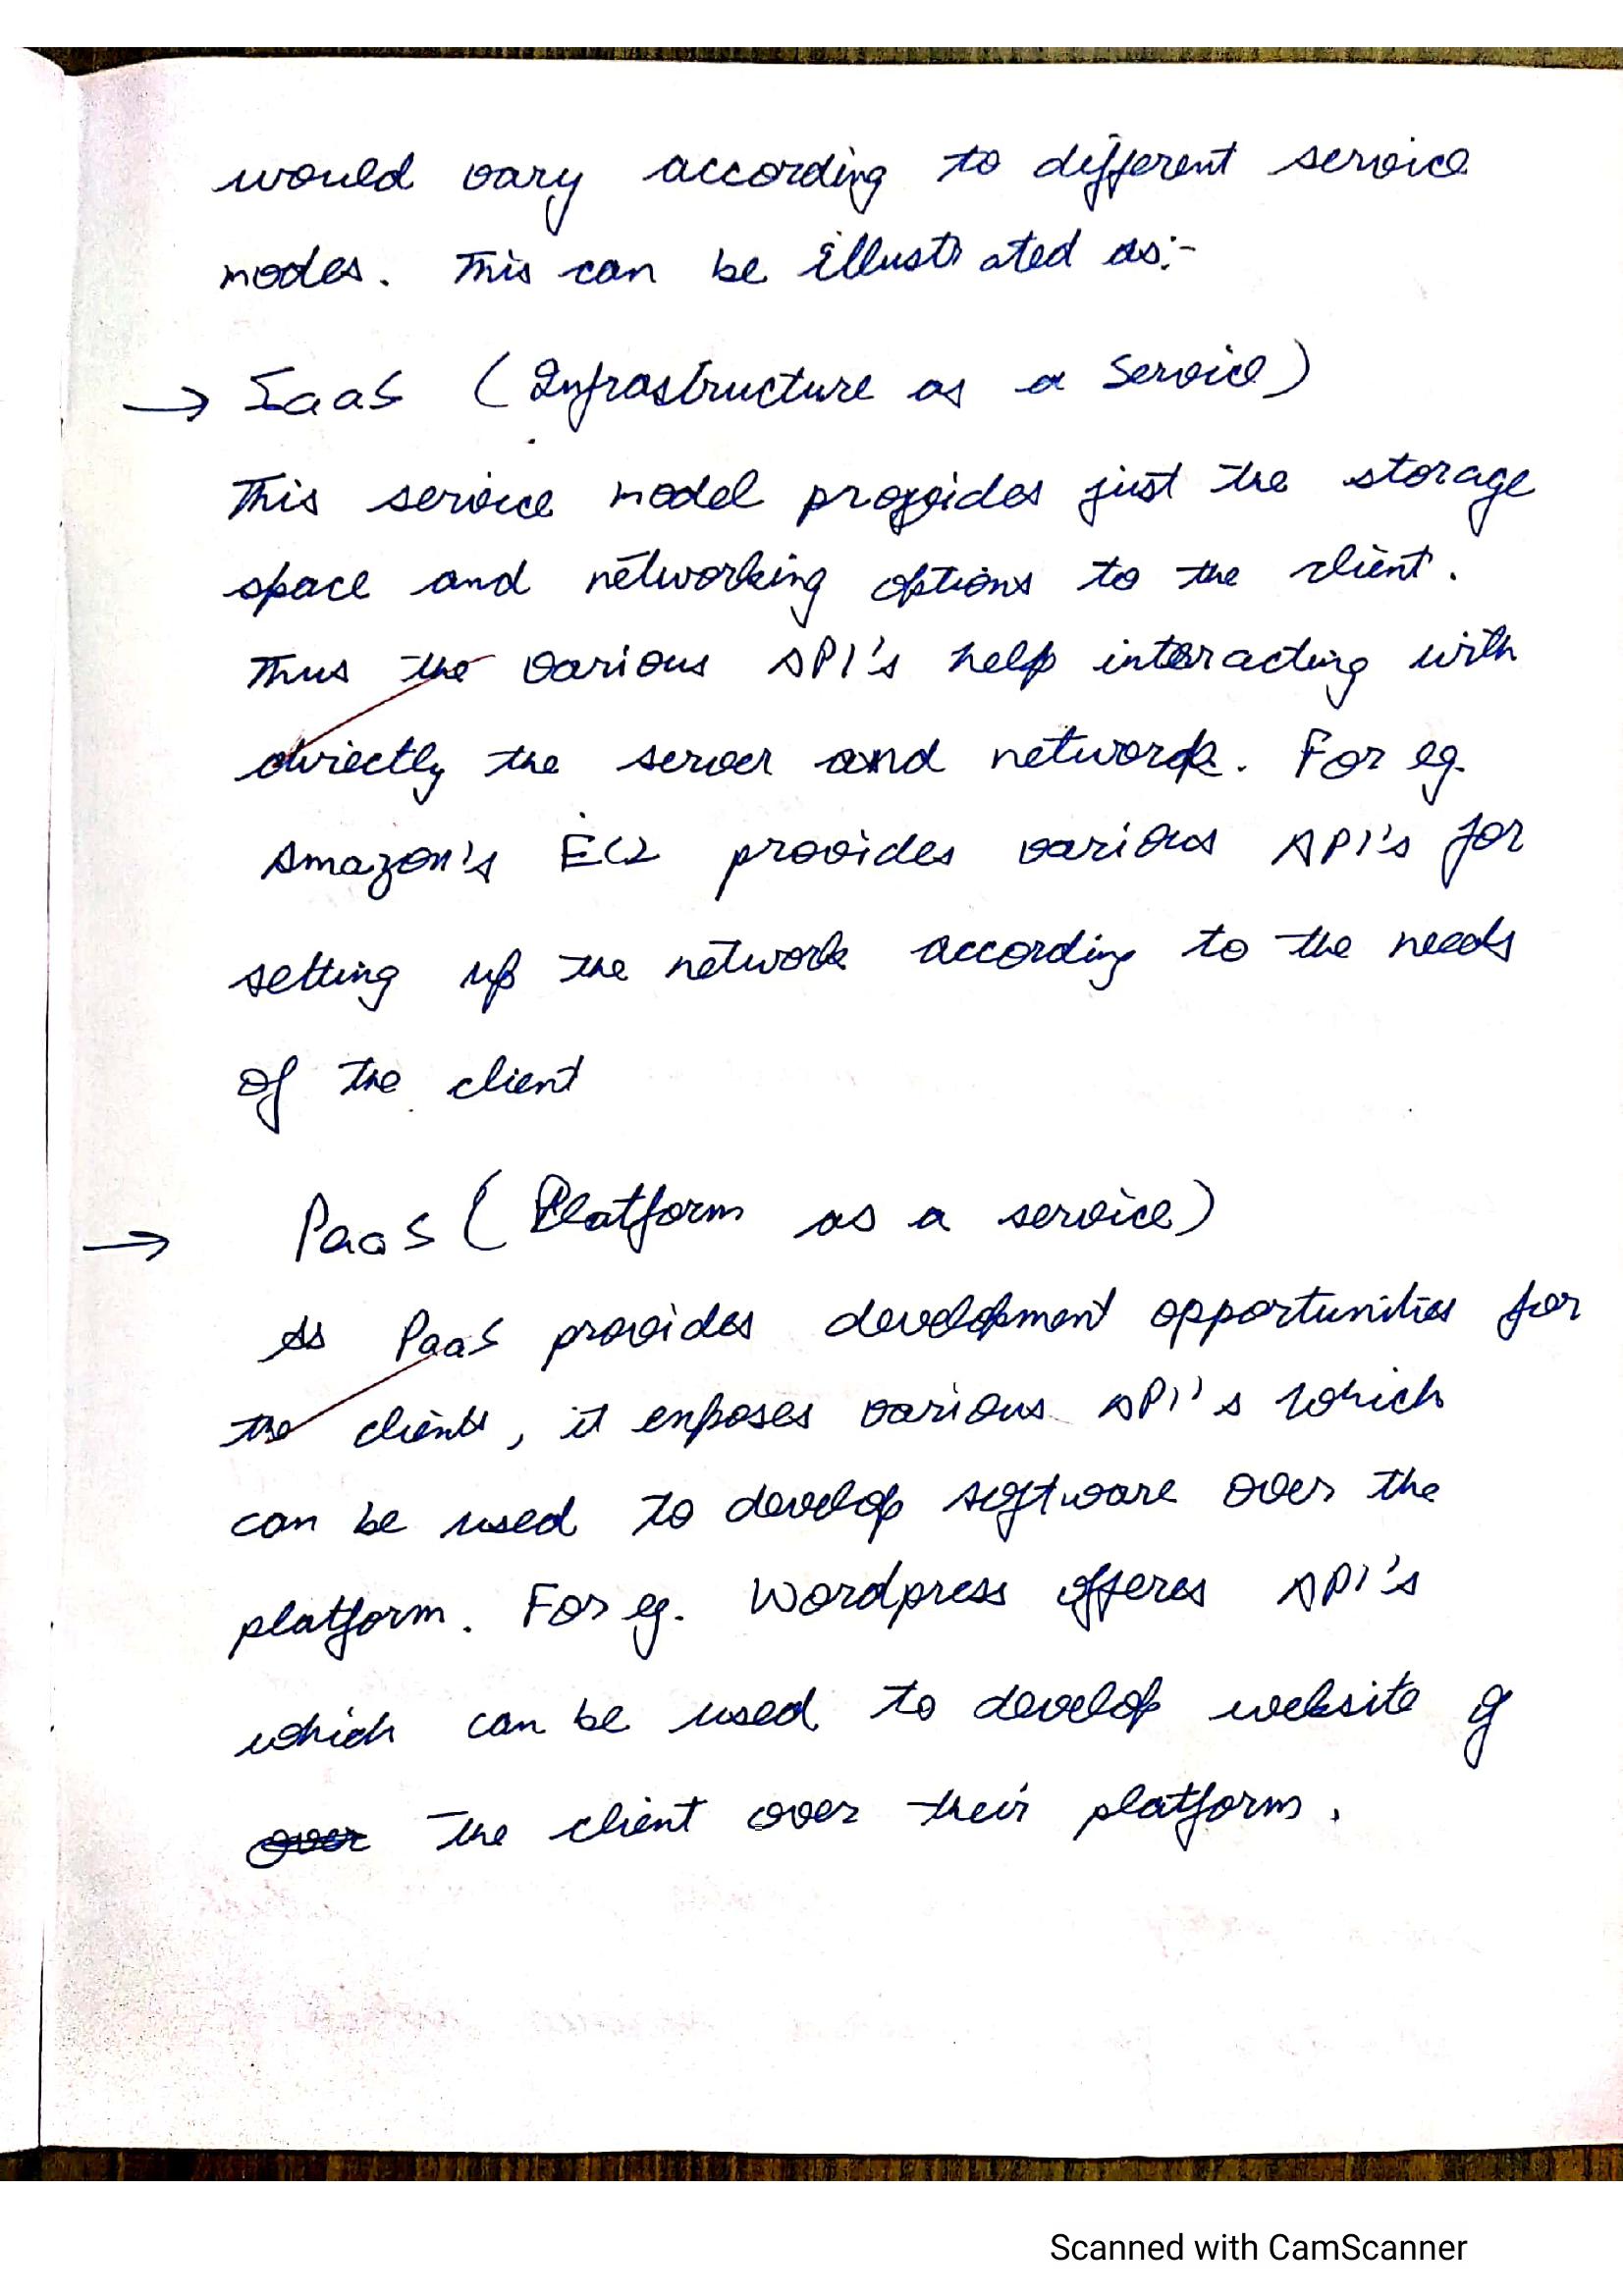 would vary according to different service
modes. This can be illustrated as:-
→ IaaS (Infrastructure as a Service)
This service model provides just the storage
space and networking options to the client.
Thus the various API's help interacting with
directly the server and network. For eg.
Amazon's EC2 provides various API's for
setting up the network according to the needs
of the client
→ PaaS (Platform as a service)
As PaaS provides development opportunities for
the clients, it exposes various API's which
can be used to develop software over the
platform. For eg. Wordpress offeres API's
which can be used to develop website of
over the client over their platform.
Scanned with CamScanner